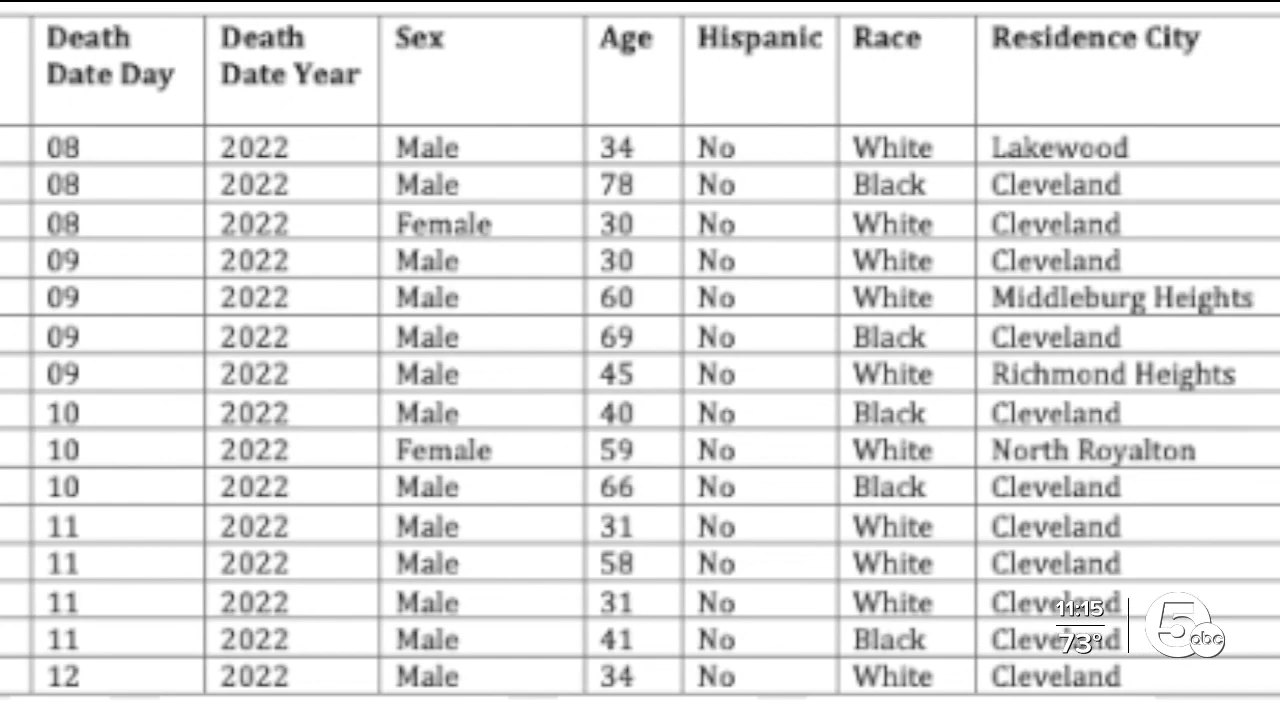 Death Date Day Death Date Year Sex Age Hispanic Race Residence City
08 2022 Male 34 No White Lakewood
08 2022 Male 78 No Black Cleveland
08 2022 Female 30 No White Cleveland
09 2022 Male 30 No White Cleveland
09 2022 Male 60 No White Middleburg Heights
09 2022 Male 69 No Black Cleveland
09 2022 Male 45 No White Richmond Heights
10 2022 Male 40 No Black Cleveland
10 2022 Female 59 No White North Royalton
10 2022 Male 66 No Black Cleveland
11 2022 Male 31 No White Cleveland
11 2022 Male 58 No White Cleveland
11 2022 Male 31 No White Cleveland
11 2022 Male 41 No Black Cleveland
12 2022 Male 34 No White Cleveland
11:15
73°
5 abc